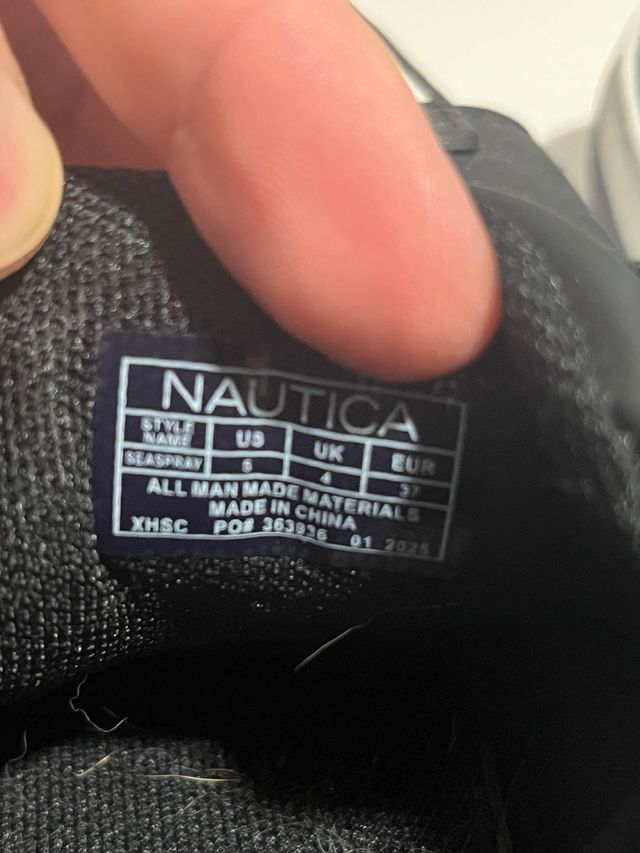 NAUTICA
STYLE NAME US UK EUR
SEASPRAY 4 37
ALL MAN MADE MATERIALS
MADE IN CHINA
XHSC PO# 363936 01 2025